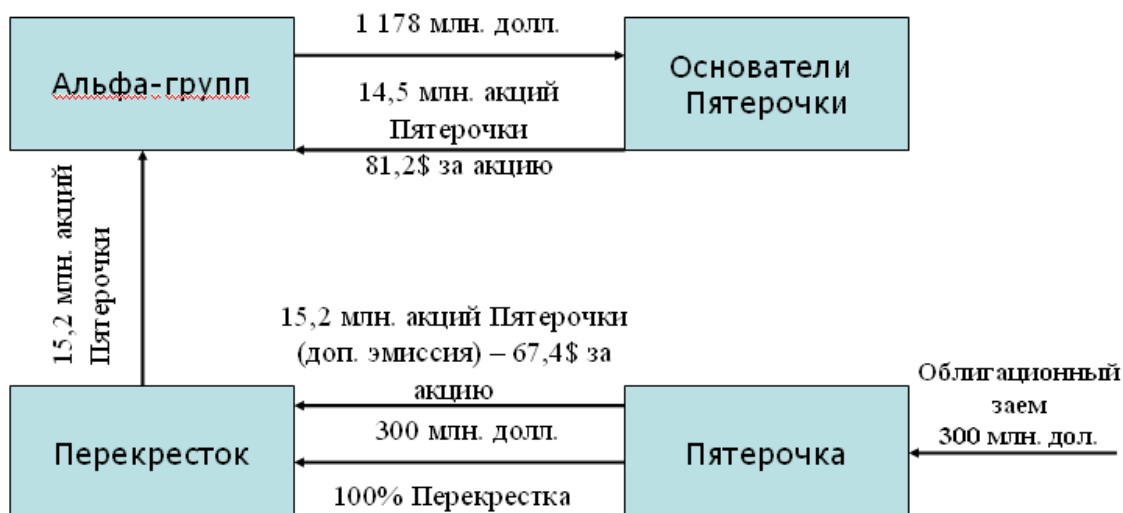 1 178 млн. долл.
Альфа-групп
Основатели
Пятерочки
14,5 млн. акций
Пятерочки
81,2$ за акцию
15,2 млн. акций
Пятерочки
15,2 млн. акций Пятерочки
(доп. эмиссия) – 67,4$ за
акцию
Облигационный
заем
300 млн. дол.
Перекресток
300 млн. долл.
Пятерочка
100% Перекрестка